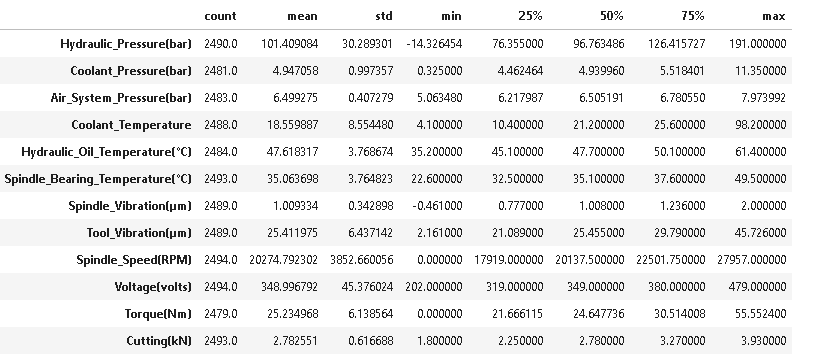 count mean std min 25% 50% 75% max
Hydraulic_Pressure(bar) 2490.0 101.409084 30.289301 -14.326454 76.355000 96.763486 126.415727 191.000000
Coolant_Pressure(bar) 2481.0 4.947058 0.997357 0.325000 4.462464 4.939960 5.518401 11.350000
Air_System_Pressure(bar) 2483.0 6.499275 0.407279 5.063480 6.217987 6.505191 6.780550 7.973992
Coolant_Temperature 2488.0 18.559887 8.554480 4.100000 10.400000 21.200000 25.600000 98.200000
Hydraulic_Oil_Temperature(°C) 2484.0 47.618317 3.768674 35.200000 45.100000 47.700000 50.100000 61.400000
Spindle_Bearing_Temperature(°C) 2493.0 35.063698 3.764823 22.600000 32.500000 35.100000 37.600000 49.500000
Spindle_Vibration(µm) 2489.0 1.009334 0.342898 -0.461000 0.777000 1.008000 1.236000 2.000000
Tool_Vibration(µm) 2489.0 25.411975 6.437142 2.161000 21.089000 25.455000 29.790000 45.726000
Spindle_Speed(RPM) 2494.0 20274.792302 3852.660056 0.000000 17919.000000 20137.500000 22501.750000 27957.000000
Voltage(volts) 2494.0 348.996792 45.376024 202.000000 319.000000 349.000000 380.000000 479.000000
Torque(Nm) 2479.0 25.234968 6.138564 0.000000 21.666115 24.647736 30.514008 55.552400
Cutting(kN) 2493.0 2.782551 0.616688 1.800000 2.250000 2.780000 3.270000 3.930000